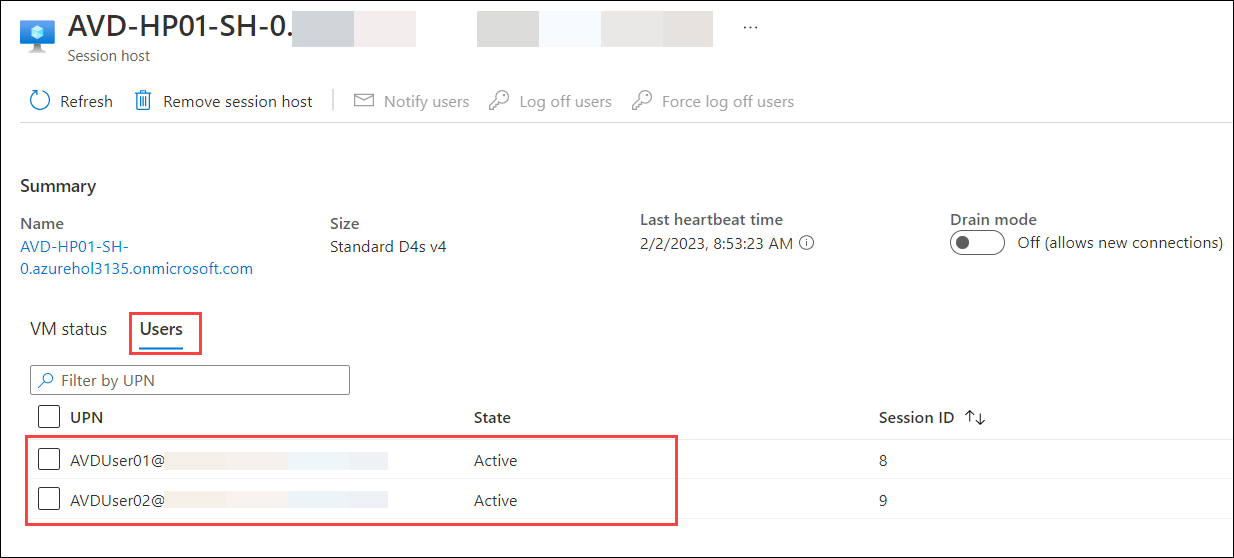 AVD-HP01-SH-0.
...
Session host
Refresh Remove session host Notify users Log off users Force log off users
Summary
Name Size Last heartbeat time Drain mode
AVD-HP01-SH- Standard D4s v4 2/2/2023, 8:53:23 AM Off (allows new connections)
0.azurehol3135.onmicrosoft.com
VM status Users
Filter by UPN
UPN State Session ID
AVDUser01@ Active 8
AVDUser02@ Active 9